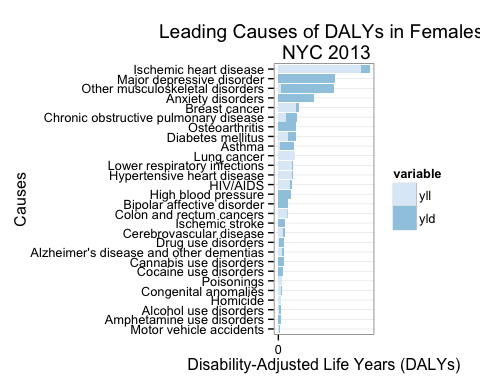 Leading Causes of DALYs in Females
NYC 2013
Causes
Ischemic heart disease
Major depressive disorder
Other musculoskeletal disorders
Anxiety disorders
Breast cancer
Chronic obstructive pulmonary disease
Osteoarthritis
Diabetes mellitus
Asthma
Lung cancer
Lower respiratory infections
Hypertensive heart disease
HIV/AIDS
High blood pressure
Bipolar affective disorder
Colon and rectum cancers
Ischemic stroke
Cerebrovascular disease
Drug use disorders
Alzheimer's disease and other dementias
Cannabis use disorders
Cocaine use disorders
Poisonings
Congenital anomalies
Homicide
Alcohol use disorders
Amphetamine use disorders
Motor vehicle accidents
0
Disability-Adjusted Life Years (DALYs)
variable
yll
yld